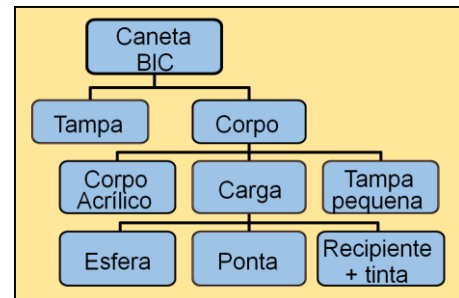 Caneta
BIC
Tampa
Corpo
Corpo
Acrílico
Carga
Tampa
pequena
Esfera
Ponta
Recipiente
+ tinta